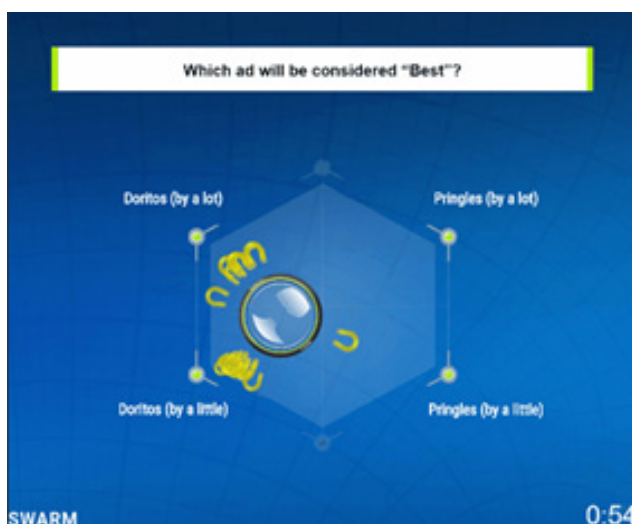 Which ad will be considered “Best”?
Doritos (by a lot)
Pringles (by a lot)
Doritos (by a little)
Pringles (by a little)
SWARM
0:54